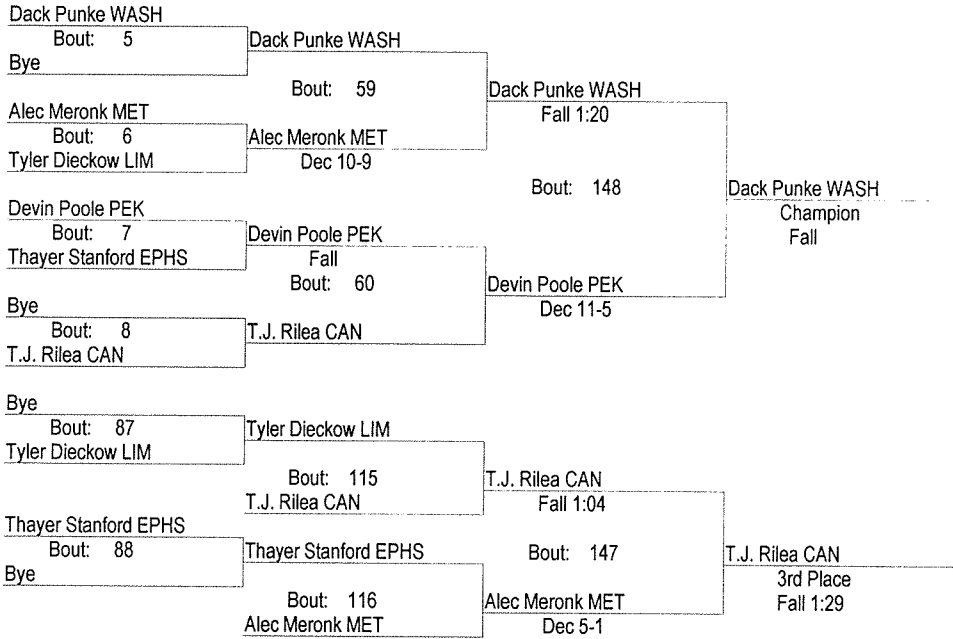 Dack Punke WASH
Bout: 5
Bye
Dack Punke WASH
Bout: 59
Alec Meronk MET
Bout: 6
Tyler Dieckow LIM
Alec Meronk MET
Dec 10-9
Dack Punke WASH
Fall 1:20
Bout: 148
Devin Poole PEK
Bout: 7
Thayer Stanford EPHS
Devin Poole PEK
Fall
Bout: 60
Bye
Bout: 8
T.J. Rilea CAN
T.J. Rilea CAN
Devin Poole PEK
Dec 11-5
Dack Punke WASH
Champion
Fall
Bye
Bout: 87
Tyler Dieckow LIM
Tyler Dieckow LIM
Bout: 115
T.J. Rilea CAN
T.J. Rilea CAN
Fall 1:04
Bout: 147
Thayer Stanford EPHS
Bout: 88
Bye
Thayer Stanford EPHS
Bout: 116
Alec Meronk MET
Alec Meronk MET
Dec 5-1
T.J. Rilea CAN
3rd Place
Fall 1:29